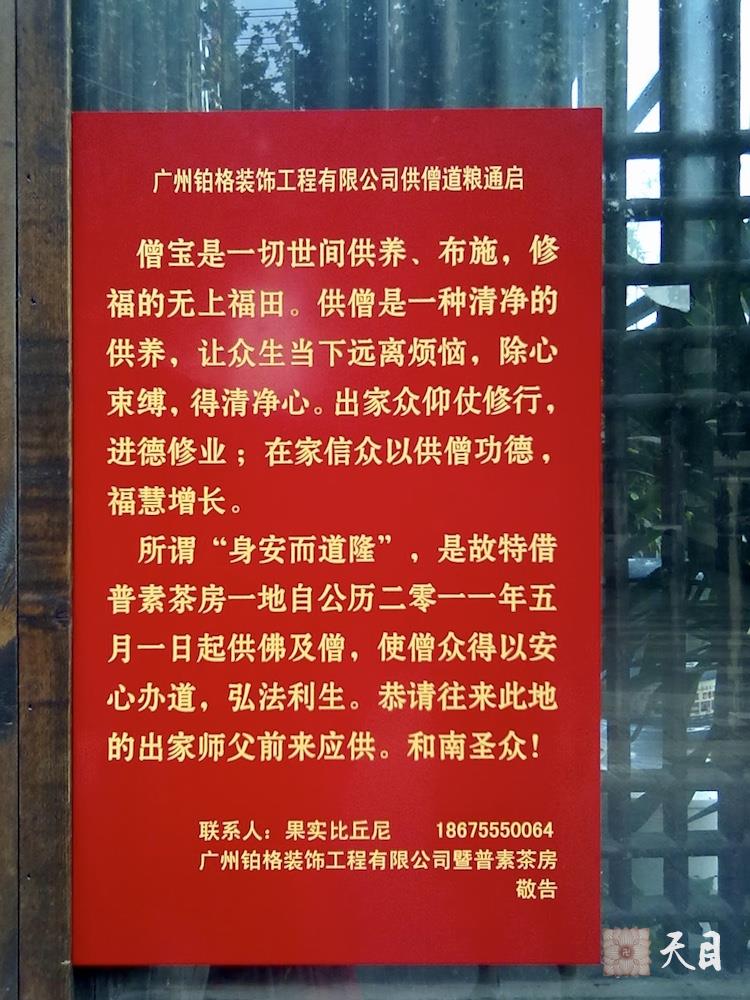 广州铂格装饰工程有限公司供僧道粮通启
僧宝是一切世间供养、布施，修
福的无上福田。供僧是一种清净的
供养，让众生当下远离烦恼，除心
束缚，得清净心。出家众仰仗修行，
进德修业；在家信众以供僧功德，
福慧增长。
所谓“身安而道隆”，是故特借
普素茶房一地自公历二零一一年五
月一日起供佛及僧，使僧众得以安
心办道，弘法利生。恭请往来此地
的出家师父前来应供。和南圣众！
联系人：果实比丘尼 18675550064
广州铂格装饰工程有限公司暨普素茶房
敬告
卍 天目